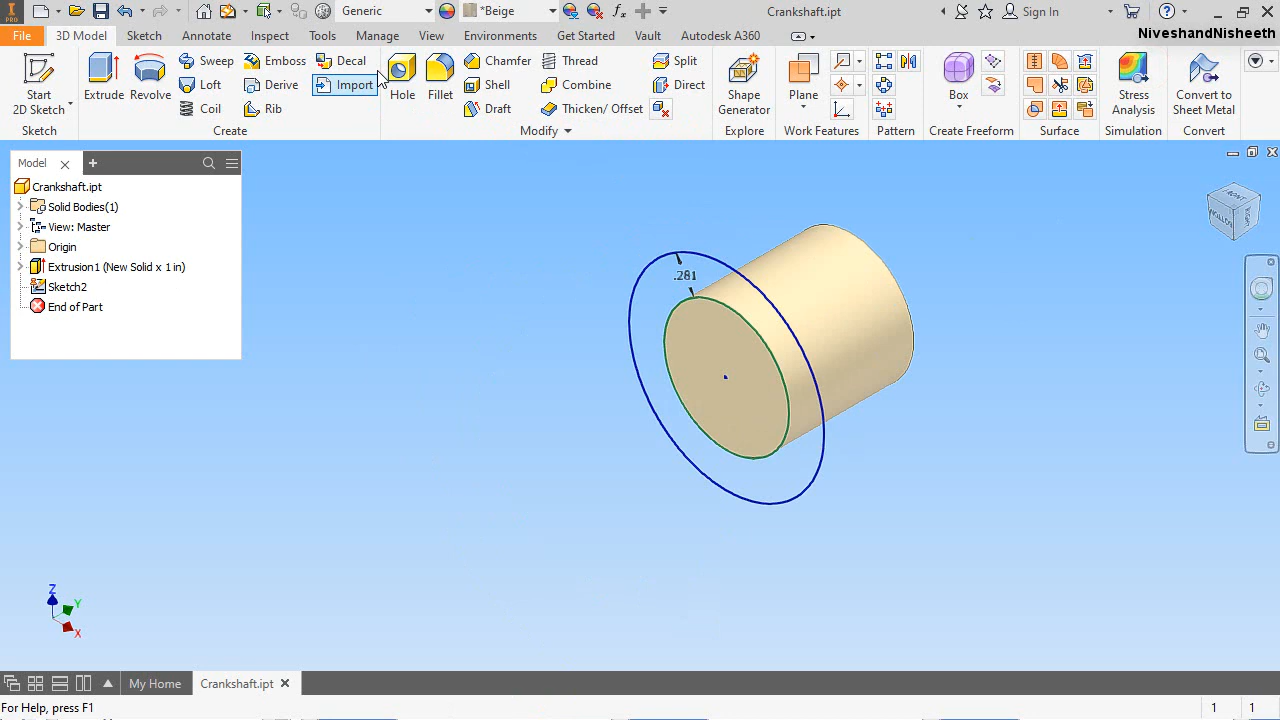 PRO
Generic
*Beige
Crankshaft.ipt
Sign In
NiveshandNisheeth
File
3D Model
Sketch
Annotate
Inspect
Tools
Manage
View
Environments
Get Started
Vault
Autodesk A360
Start
2D Sketch
Extrude
Revolve
Sweep
Loft
Coil
Emboss
Rib
Decal
Import
Hole
Fillet
Chamfer
Shell
Draft
Thread
Combine
Thicken/ Offset
Split
Direct
Shape
Generator
Plane
Box
Stress
Analysis
Convert to
Sheet Metal
Sketch
Create
Modify
Explore
Work Features
Pattern
Create Freeform
Surface
Simulation
Convert
Model
Crankshaft.ipt
Solid Bodies(1)
View: Master
Origin
Extrusion1 (New Solid x 1 in)
Sketch2
End of Part
.281
FRONT
BOTTOM
Z
Y
X
My Home
Crankshaft.ipt
For Help, press F1
1
1